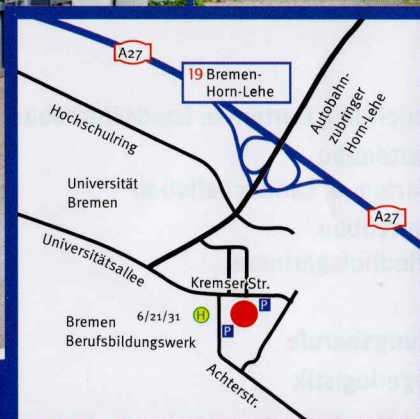 A27
19 Bremen-
Horn-Lehe
Autobahn-
zubringer
Horn-Lehe
Hochschulring
Universität
Bremen
A27
Universitätsallee
Kremser Str.
6/21/31 H
P
P
Bremen
Berufsbildungswerk
Achterstr.